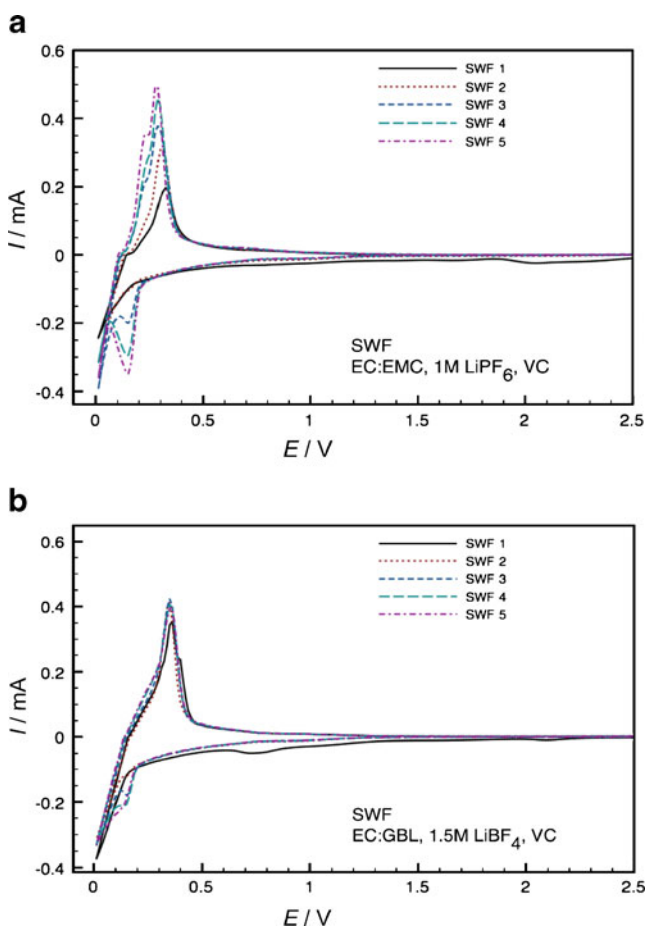 a
0.6
0.4
0.2
0
-0.2
-0.4
I / mA
SWF 1
SWF 2
SWF 3
SWF 4
SWF 5
SWF
EC:EMC, 1M LiPF6, VC
0 0.5 1 1.5 2 2.5
E / V
b
0.6
0.4
0.2
0
-0.2
-0.4
I / mA
SWF 1
SWF 2
SWF 3
SWF 4
SWF 5
SWF
EC:GBL, 1.5M LiBF4, VC
0 0.5 1 1.5 2 2.5
E / V